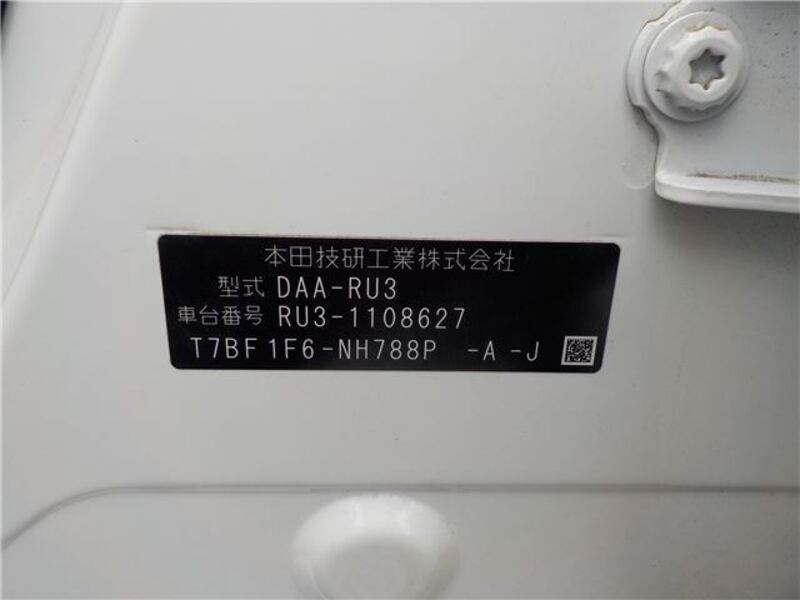 本田技研工業株式会社
型式 DAA-RU3
車台番号 RU3-1108627
T7BF1F6-NH788P -A -J